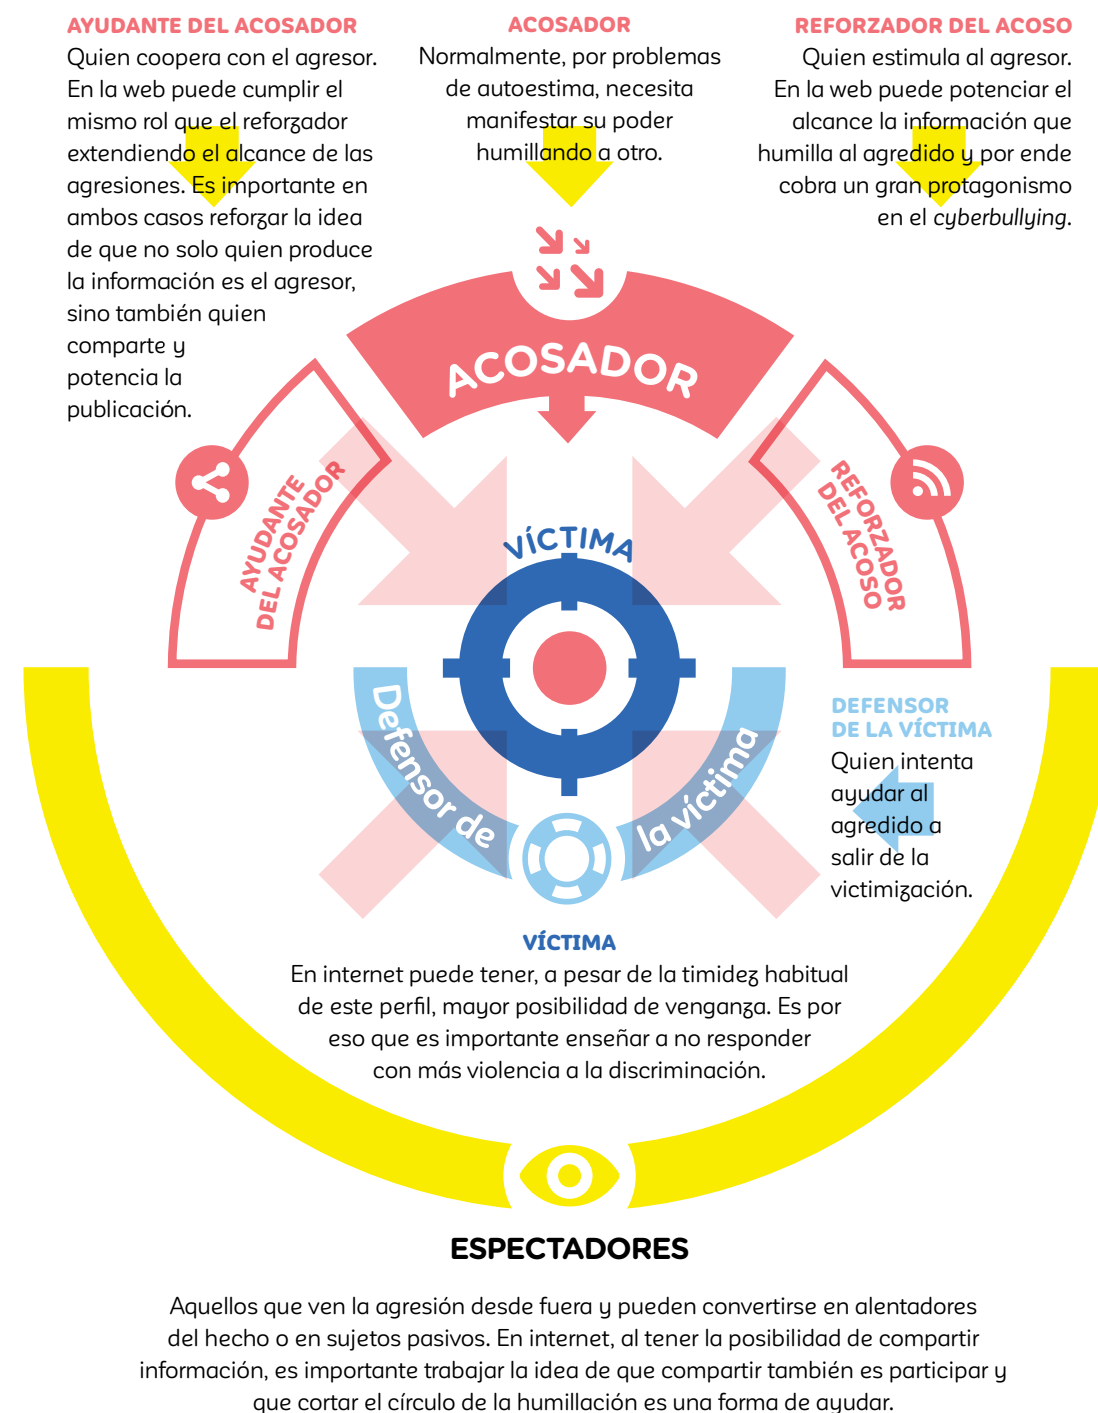 AYUDANTE DEL ACOSADOR
Quien coopera con el agresor.
En la web puede cumplir el
mismo rol que el reforzador
extendiendo el alcance de las
agresiones. Es importante en
ambos casos reforzar la idea
de que no solo quien produce
la información es el agresor,
sino también quien
comparte y
potencia la
publicación.
ACOSADOR
Normalmente, por problemas
de autoestima, necesita
manifestar su poder
humillando a otro.
REFORZADOR DEL ACOSO
Quien estimula al agresor.
En la web puede potenciar el
alcance la información que
humilla al agredido y por ende
cobra un gran protagonismo
en el cyberbullying.
ACOSADOR
AYUDANTE
DEL ACOSADOR
REFORZADOR
DEL ACOSO
VÍCTIMA
Defensor de
la víctima
DEFENSOR
DE LA VÍCTIMA
Quien intenta
ayudar al
agredido a
salir de la
victimización.
VÍCTIMA
En internet puede tener, a pesar de la timidez habitual
de este perfil, mayor posibilidad de venganza. Es por
eso que es importante enseñar a no responder
con más violencia a la discriminación.
ESPECTADORES
Aquellos que ven la agresión desde fuera y pueden convertirse en alentadores
del hecho o en sujetos pasivos. En internet, al tener la posibilidad de compartir
información, es importante trabajar la idea de que compartir también es participar y
que cortar el círculo de la humillación es una forma de ayudar.